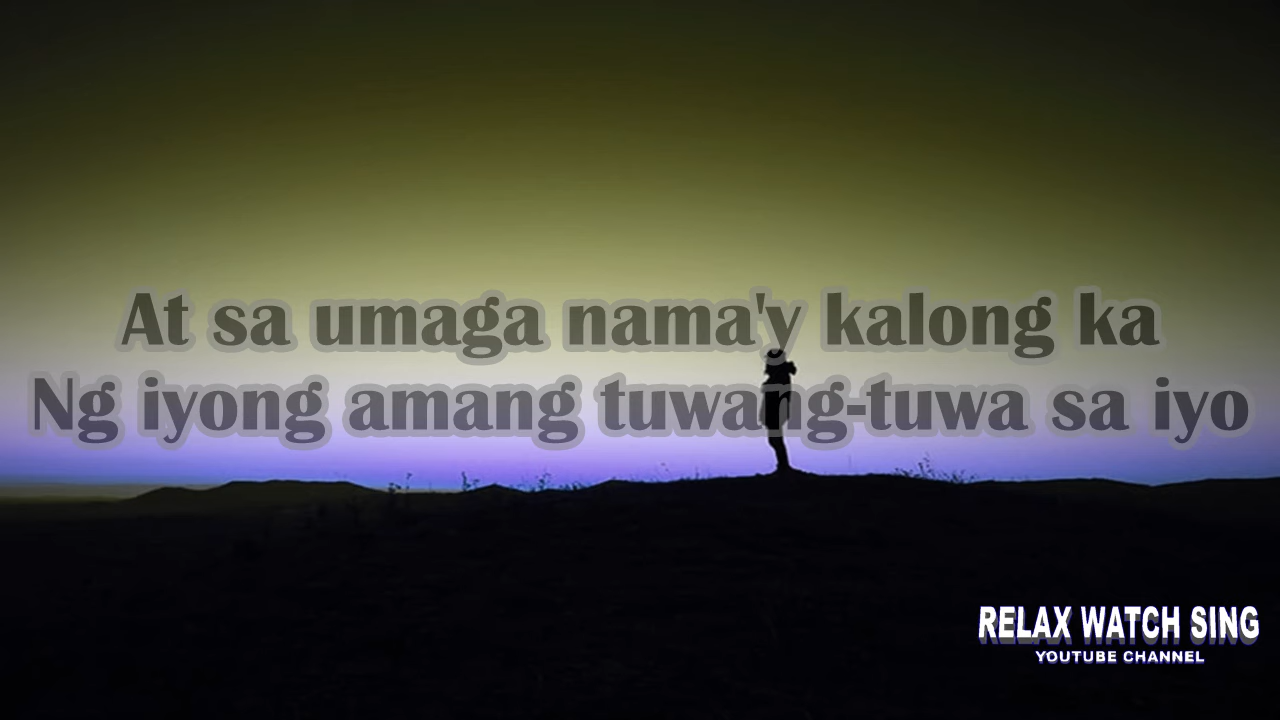 At sa umaga nama'y kalong ka
Ng iyong amang tuwang-tuwa sa iyo
RELAX WATCH SING
YOUTUBE CHANNEL